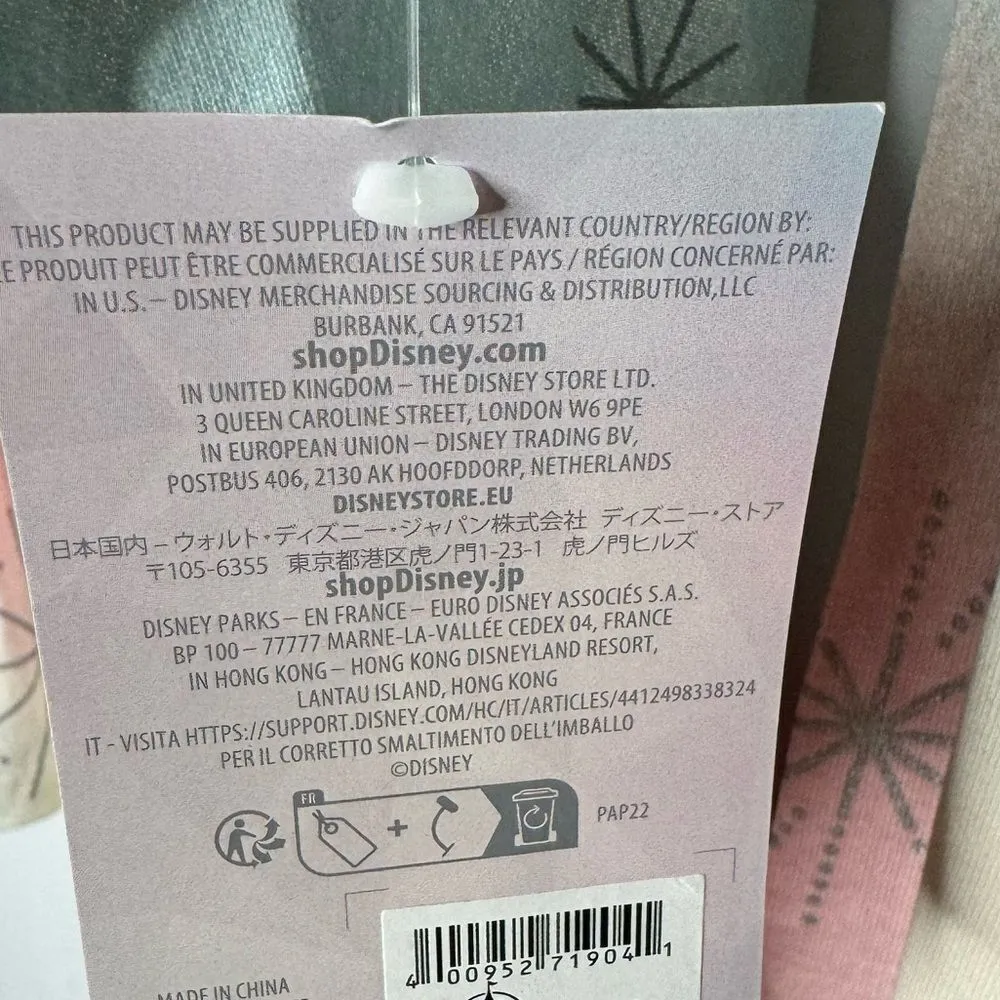 THIS PRODUCT MAY BE SUPPLIED IN THE RELEVANT COUNTRY/REGION BY:
E PRODUIT PEUT ÊTRE COMMERCIALISÉ SUR LE PAYS / RÉGION CONCERNÉ PAR:
IN U.S. – DISNEY MERCHANDISE SOURCING & DISTRIBUTION,LLC
BURBANK, CA 91521
shopDisney.com
IN UNITED KINGDOM – THE DISNEY STORE LTD.
3 QUEEN CAROLINE STREET, LONDON W6 9PE
IN EUROPEAN UNION – DISNEY TRADING BV,
POSTBUS 406, 2130 AK HOOFDDORP, NETHERLANDS
DISNEYSTORE.EU
日本国内 – ウォルト・ディズニー・ジャパン株式会社 ディズニー・ストア
〒105-6355 東京都港区虎ノ門1-23-1 虎ノ門ヒルズ
shopDisney.jp
DISNEY PARKS – EN FRANCE – EURO DISNEY ASSOCIÉS S.A.S.
BP 100 – 77777 MARNE-LA-VALLÉE CEDEX 04, FRANCE
IN HONG KONG – HONG KONG DISNEYLAND RESORT,
LANTAU ISLAND, HONG KONG
IT - VISITA HTTPS://SUPPORT.DISNEY.COM/HC/IT/ARTICLES/4412498338324
PER IL CORRETTO SMALTIMENTO DELL'IMBALLO
©DISNEY
FR
+
PAP22
4 00952 71904 1
MADE IN CHINA